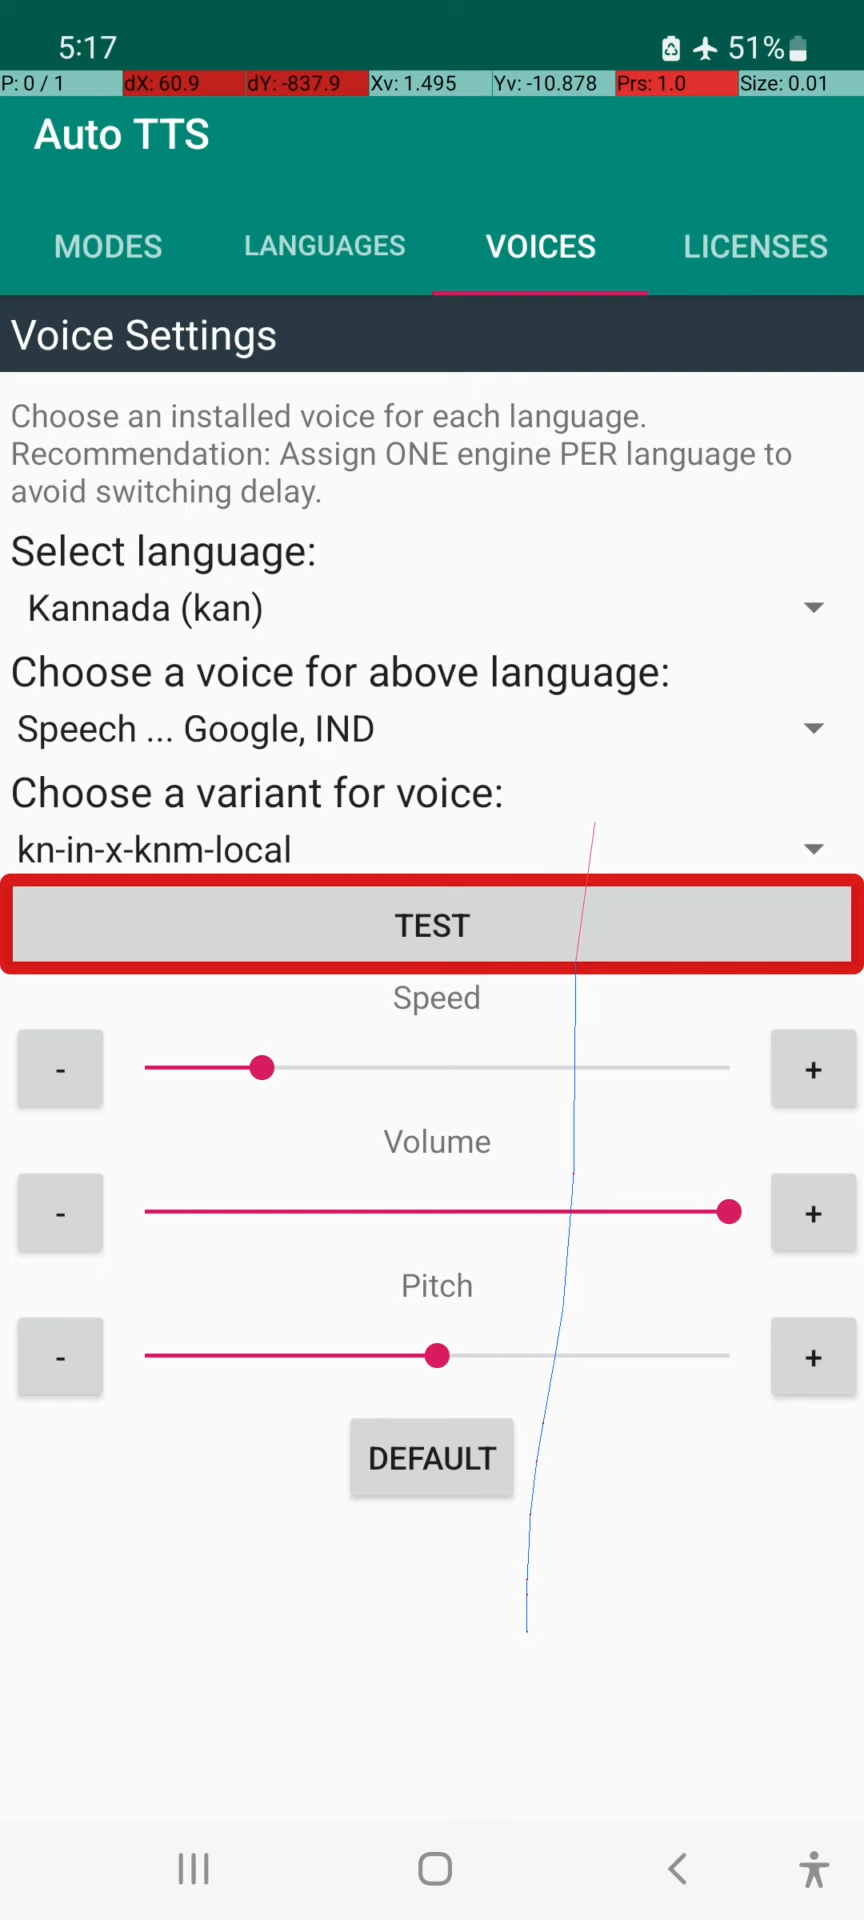 5:17
51%
P: 0 / 1 dX: 60.9 dY: -837.9 Xv: 1.495 Yv: -10.878 Prs: 1.0 Size: 0.01
Auto TTS
MODES LANGUAGES VOICES LICENSES
Voice Settings
Choose an installed voice for each language.
Recommendation: Assign ONE engine PER language to
avoid switching delay.
Select language:
Kannada (kan)
Choose a voice for above language:
Speech ... Google, IND
Choose a variant for voice:
kn-in-x-knm-local
TEST
Speed
- +
Volume
- +
Pitch
- +
DEFAULT